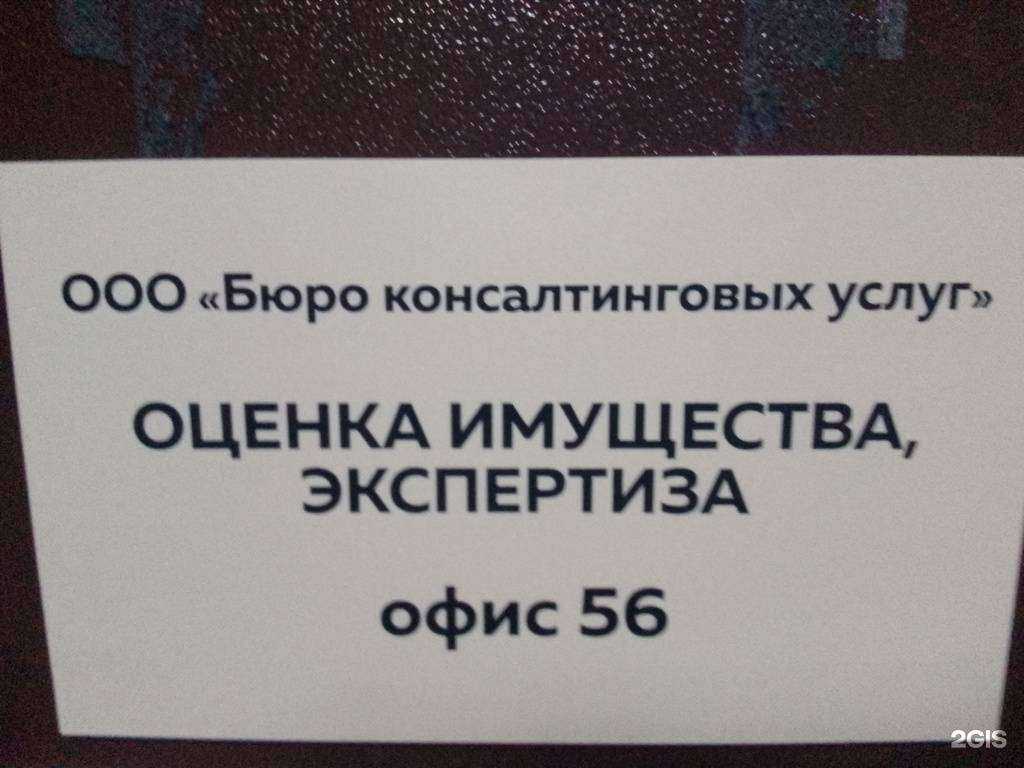 ООО «Бюро консалтинговых услуг»
ОЦЕНКА ИМУЩЕСТВА,
ЭКСПЕРТИЗА
офис 56
2GIS